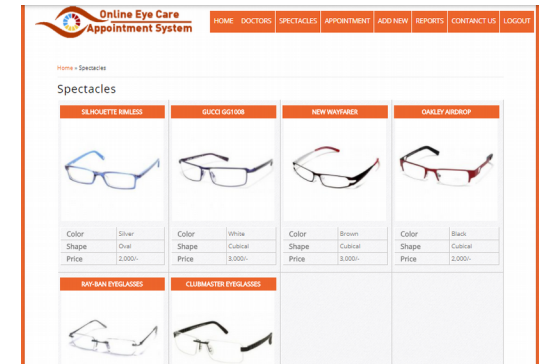 Online Eye Care
Appointment System
HOME DOCTORS SPECTACLES APPOINTMENT ADD NEW REPORTS CONTANCT US LOGOUT
Home » Spectacles
Spectacles
SILHOUETTE RIMLESS GUCCI GG1008 NEW WAYFARER OAKLEY AIRDROP
Color Silver Color White Color Brown Color Black
Shape Oval Shape Cubical Shape Cubical Shape Cubical
Price 2,000/- Price 3,000/- Price 3,000/- Price 2,000/-
RAY-BAN EYEGLASSES CLUBMASTER EYEGLASSES